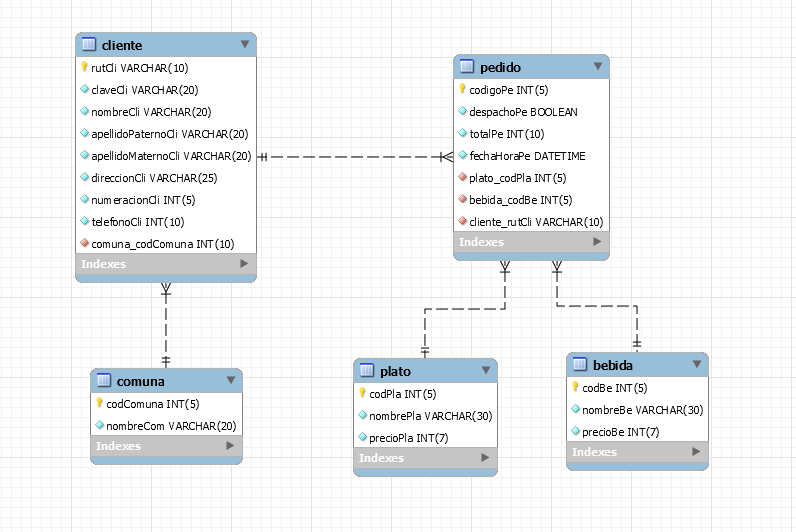 cliente
rutCli VARCHAR(10)
claveCli VARCHAR(20)
nombreCli VARCHAR(20)
apellidoPaternoCli VARCHAR(20)
apellidoMaternoCli VARCHAR(20)
direccionCli VARCHAR(25)
numeracionCli INT(5)
telefonoCli INT(10)
comuna_codComuna INT(10)
Indexes
pedido
codigoPe INT(5)
despachoPe BOOLEAN
totalPe INT(10)
fechaHoraPe DATETIME
plato_codPla INT(5)
bebida_codBe INT(5)
cliente_rutCli VARCHAR(10)
Indexes
comuna
codComuna INT(5)
nombreCom VARCHAR(20)
Indexes
plato
codPla INT(5)
nombrePla VARCHAR(30)
precioPla INT(7)
Indexes
bebida
codBe INT(5)
nombreBe VARCHAR(30)
precioBe INT(7)
Indexes